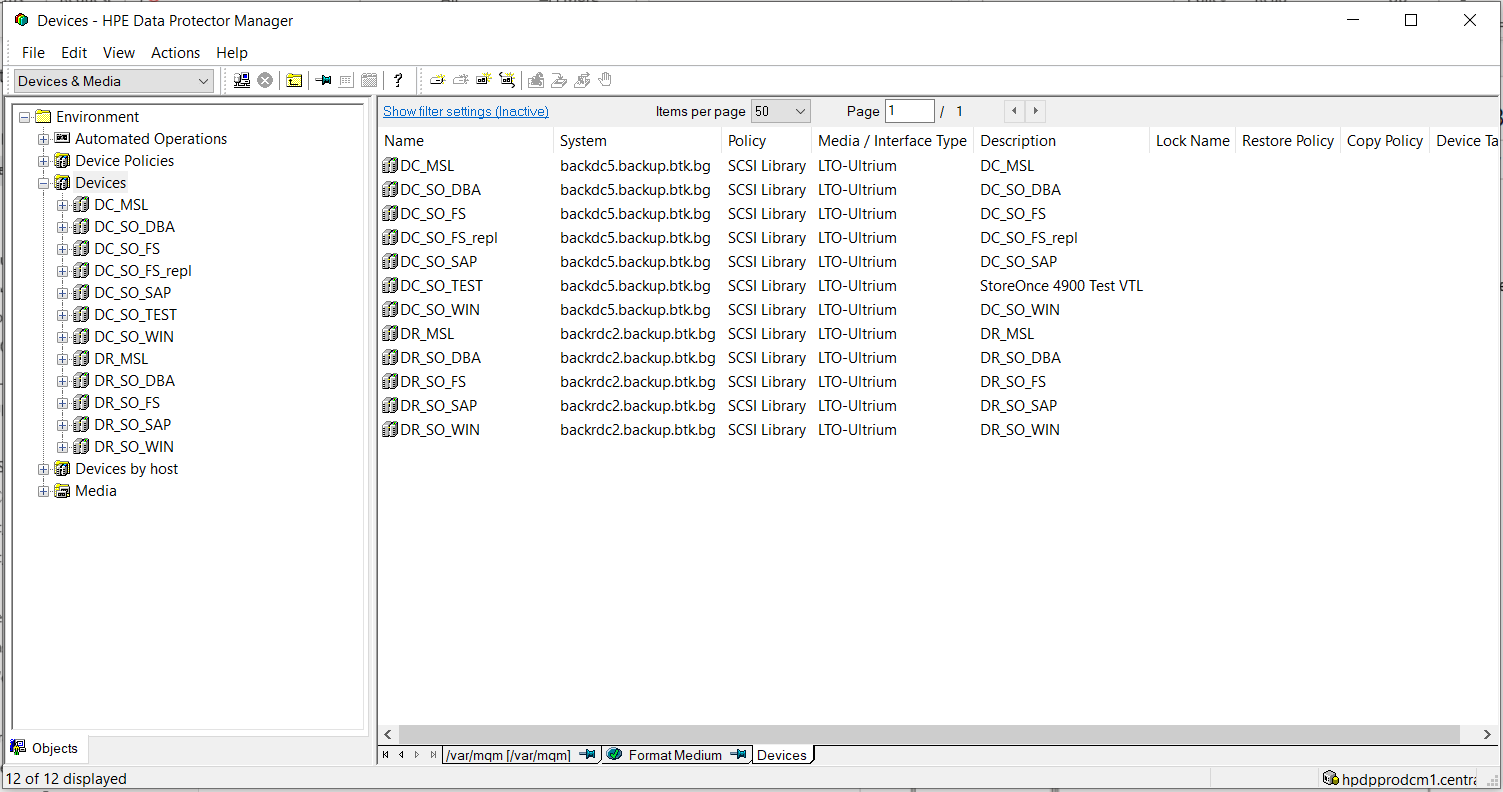 Devices - HPE Data Protector Manager
File Edit View Actions Help
Devices & Media
Environment
Automated Operations
Device Policies
Devices
DC_MSL
DC_SO_DBA
DC_SO_FS
DC_SO_FS_repl
DC_SO_SAP
DC_SO_TEST
DC_SO_WIN
DR_MSL
DR_SO_DBA
DR_SO_FS
DR_SO_SAP
DR_SO_WIN
Devices by host
Media
Objects
Show filter settings (Inactive) Items per page 50 Page 1 / 1
Name System Policy Media / Interface Type Description Lock Name Restore Policy Copy Policy Device Ta
DC_MSL backdc5.backup.btk.bg SCSI Library LTO-Ultrium DC_MSL
DC_SO_DBA backdc5.backup.btk.bg SCSI Library LTO-Ultrium DC_SO_DBA
DC_SO_FS backdc5.backup.btk.bg SCSI Library LTO-Ultrium DC_SO_FS
DC_SO_FS_repl backdc5.backup.btk.bg SCSI Library LTO-Ultrium DC_SO_FS_repl
DC_SO_SAP backdc5.backup.btk.bg SCSI Library LTO-Ultrium DC_SO_SAP
DC_SO_TEST backdc5.backup.btk.bg SCSI Library LTO-Ultrium StoreOnce 4900 Test VTL
DC_SO_WIN backdc5.backup.btk.bg SCSI Library LTO-Ultrium DC_SO_WIN
DR_MSL backrdc2.backup.btk.bg SCSI Library LTO-Ultrium DR_MSL
DR_SO_DBA backrdc2.backup.btk.bg SCSI Library LTO-Ultrium DR_SO_DBA
DR_SO_FS backrdc2.backup.btk.bg SCSI Library LTO-Ultrium DR_SO_FS
DR_SO_SAP backrdc2.backup.btk.bg SCSI Library LTO-Ultrium DR_SO_SAP
DR_SO_WIN backrdc2.backup.btk.bg SCSI Library LTO-Ultrium DR_SO_WIN
/var/mqm [/var/mqm] Format Medium Devices
12 of 12 displayed
hpdpprodcm1.centra